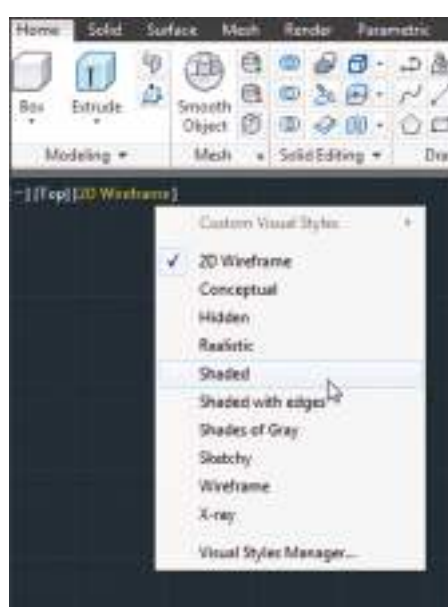 Home Solid Surface Mesh Render Parametric
Box Extrude Smooth
Object
Modeling Mesh Solid Editing Dra
[-][Top][2D Wireframe]
Custom Visual Styles
2D Wireframe
Conceptual
Hidden
Realistic
Shaded
Shaded with edges
Shades of Gray
Sketchy
Wireframe
X-ray
Visual Styles Manager...